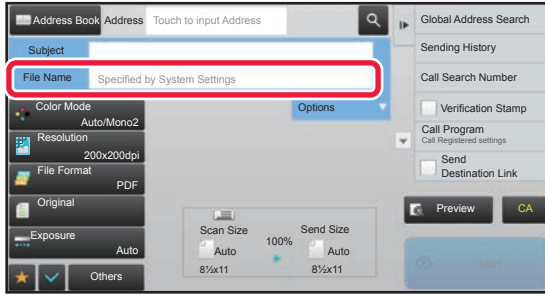 Address Book Address Touch to input Address
Subject
File Name Specified by System Settings
Color Mode
Auto/Mono2
Options
Resolution
200x200dpi
File Format
PDF
Original
Exposure
Auto
Others
Scan Size
Auto
8½x11
100%
Send Size
Auto
8½x11
Global Address Search
Sending History
Call Search Number
Verification Stamp
Call Program
Call Registered settings
Send
Destination Link
Preview
CA
Start